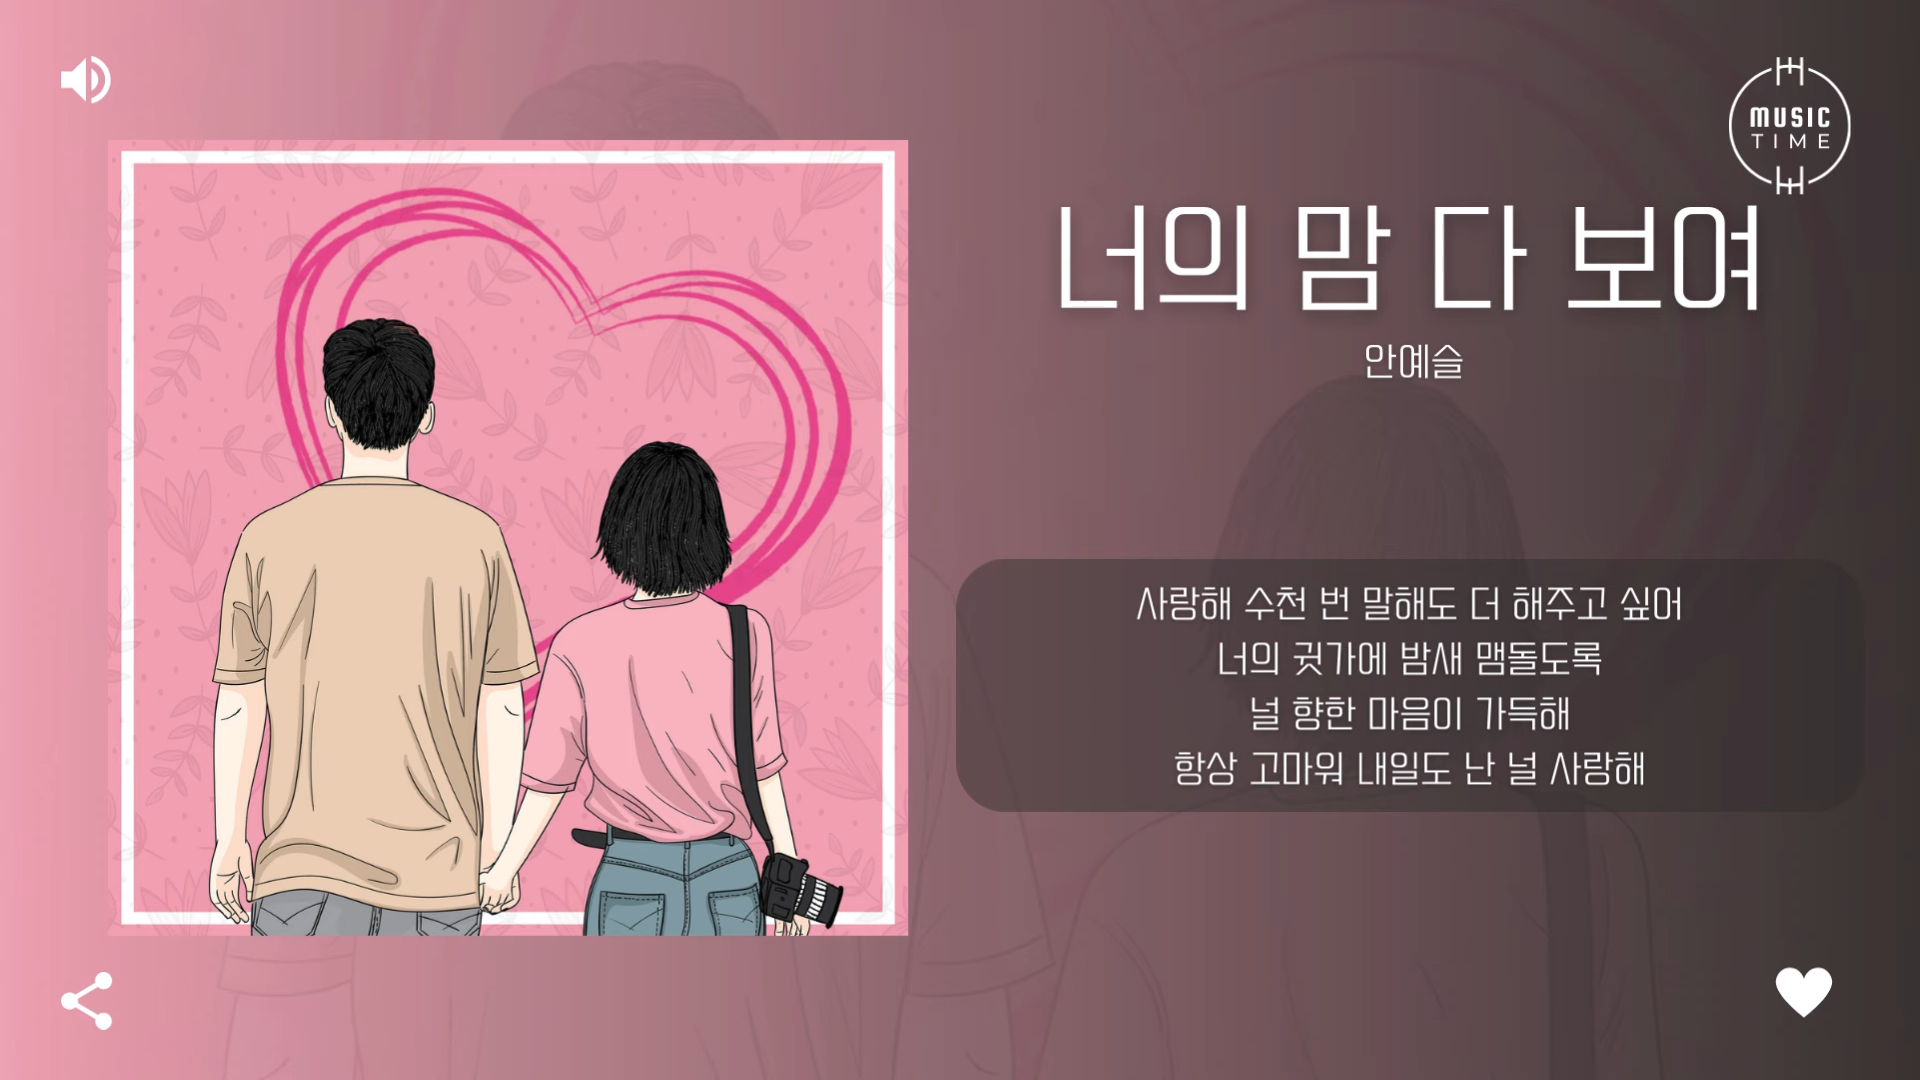 MUSIC
TIME
너의 맘 다 보여
안예슬
사랑해 수천 번 말해도 더 해주고 싶어
너의 귓가에 밤새 맴돌도록
널 향한 마음이 가득해
항상 고마워 내일도 난 널 사랑해